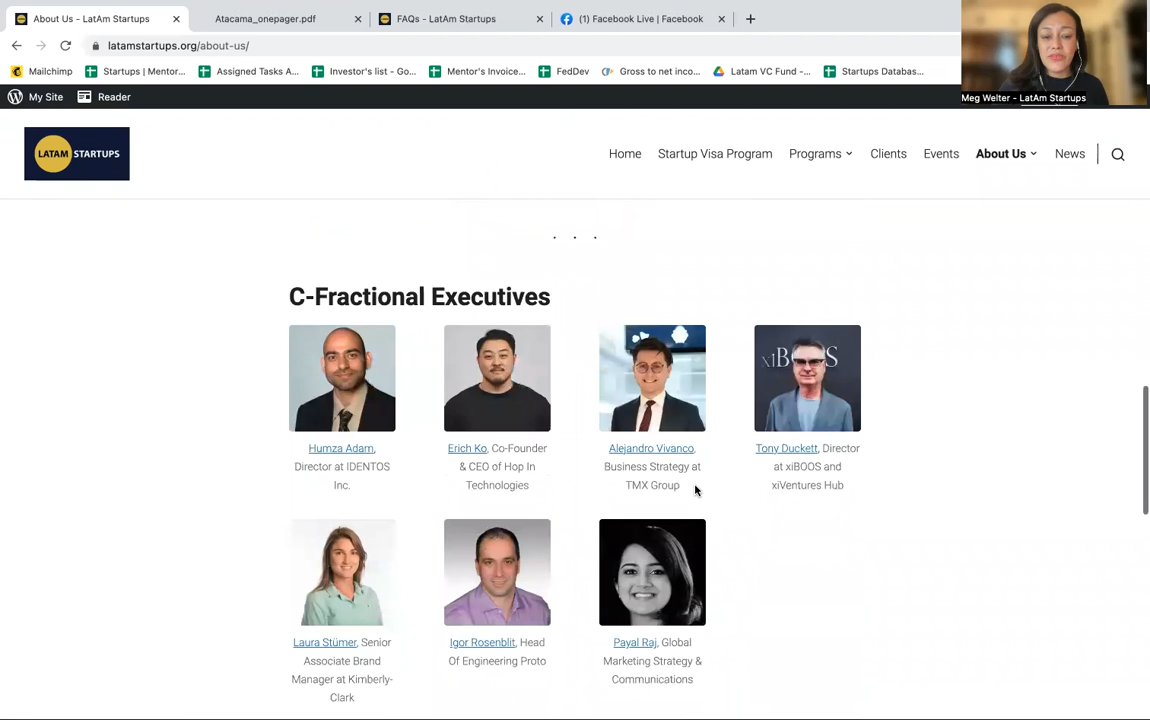 About Us - LatAm Startups
Atacama_onepager.pdf
FAQs - LatAm Startups
(1) Facebook Live | Facebook
latamstartups.org/about-us/
Mailchimp
Startups | Mentor...
Assigned Tasks A...
Investor's list - Go...
Mentor's Invoice...
FedDev
Gross to net inco...
Latam VC Fund -...
Startups Databas...
Meg Welter - LatAm Startups
My Site
Reader
LATAM STARTUPS
Home
Startup Visa Program
Programs
Clients
Events
About Us
News
. . .
C-Fractional Executives
xiBOOS
Humza Adam,
Director at IDENTOS
Inc.
Erich Ko, Co-Founder
& CEO of Hop In
Technologies
Alejandro Vivanco,
Business Strategy at
TMX Group
Tony Duckett, Director
at xiBOOS and
xiVentures Hub
Laura Stümer, Senior
Associate Brand
Manager at Kimberly-
Clark
Igor Rosenblit, Head
Of Engineering Proto
Payal Raj, Global
Marketing Strategy &
Communications